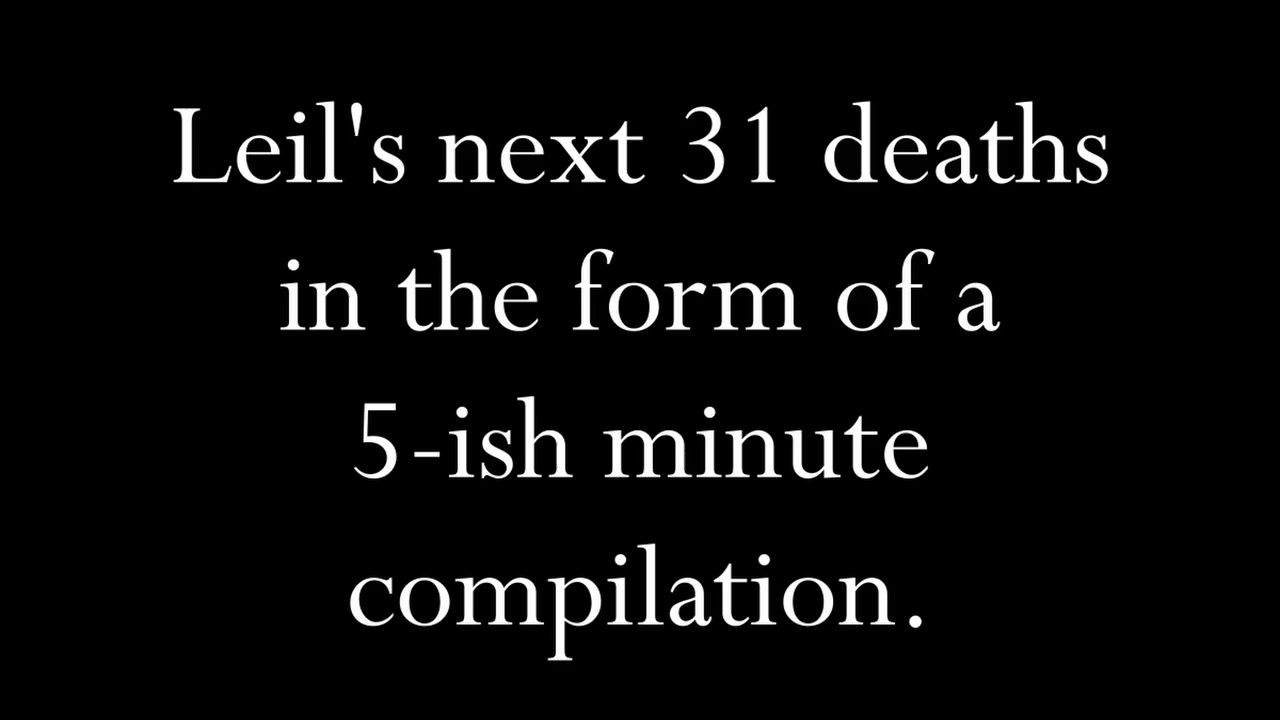 Leil's next 31 deaths
in the form of a
5-ish minute
compilation.